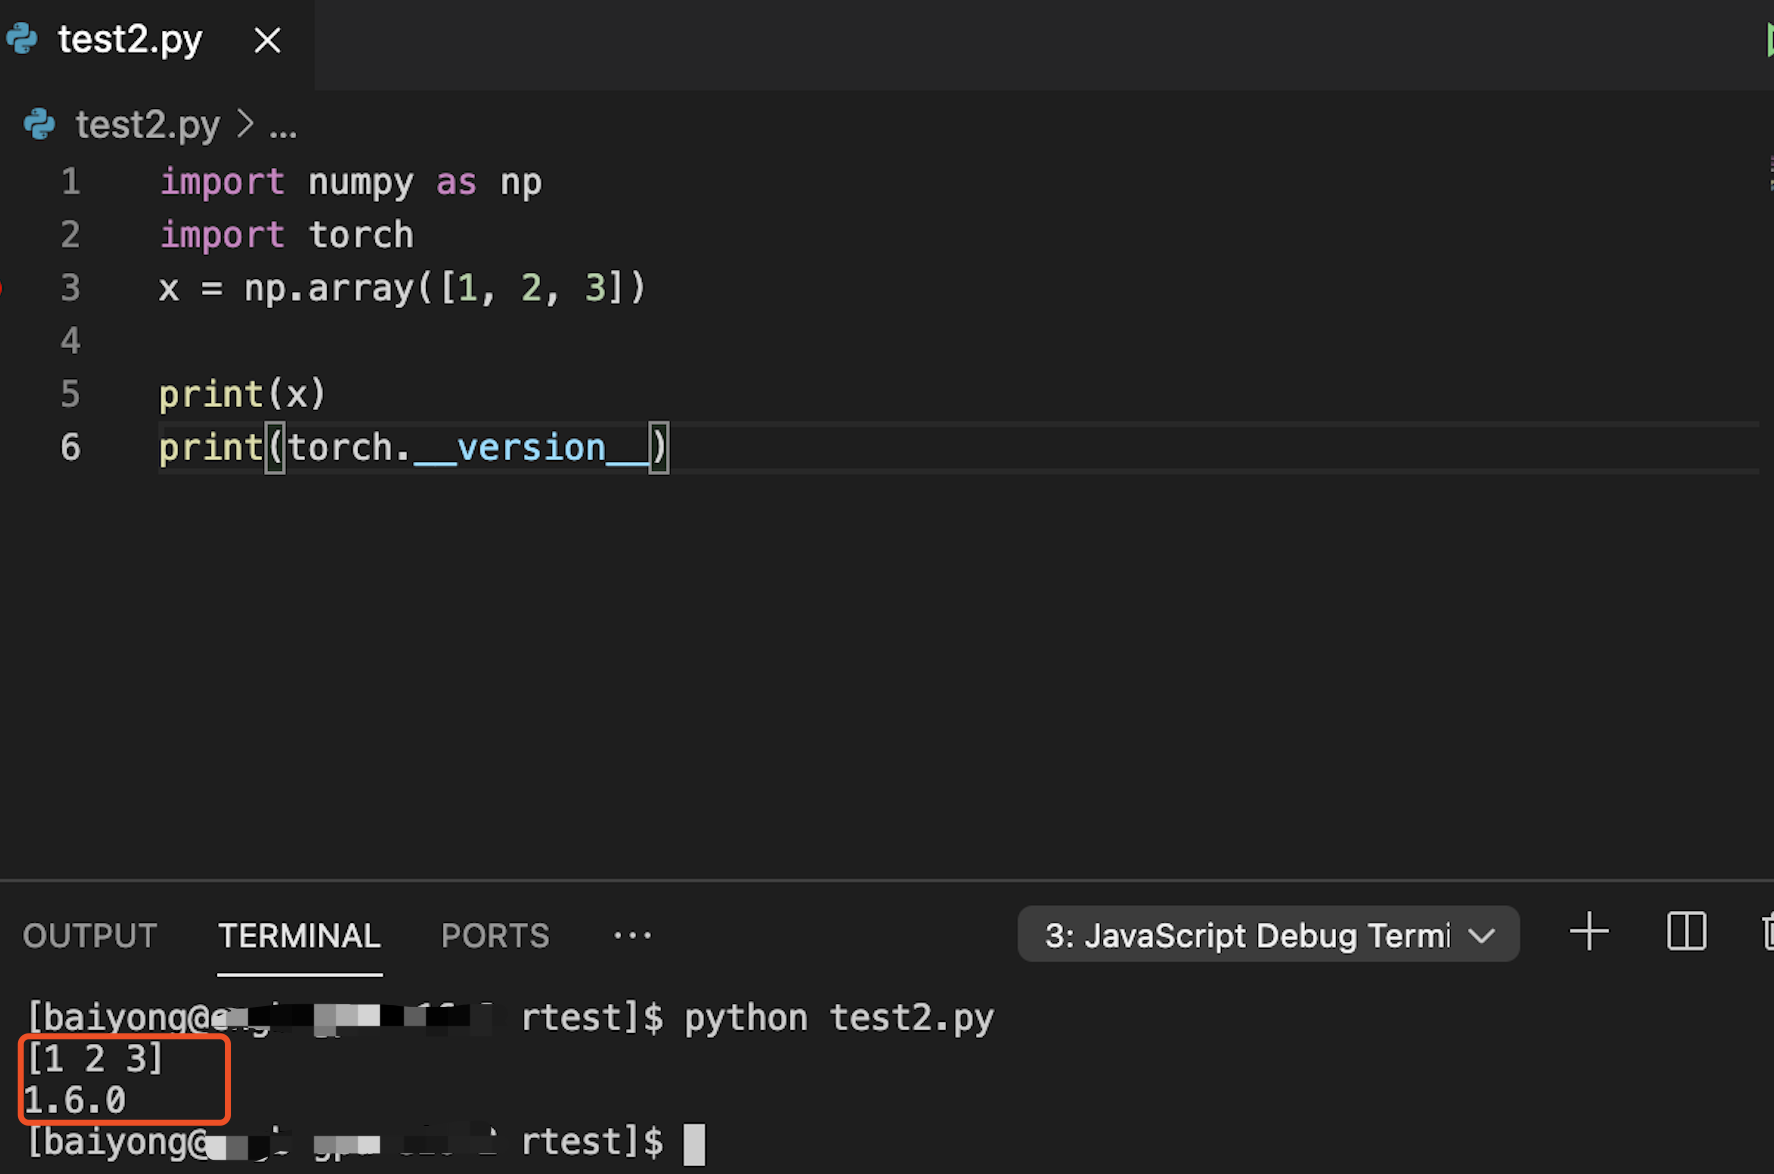 test2.py
test2.py > ...
1 import numpy as np
2 import torch
3 x = np.array([1, 2, 3])
4
5 print(x)
6 print(torch.__version__)
OUTPUT TERMINAL PORTS ... 3: JavaScript Debug Termi
[baiyong@ rtest]$ python test2.py
[1 2 3]
1.6.0
[baiyong@ rtest]$